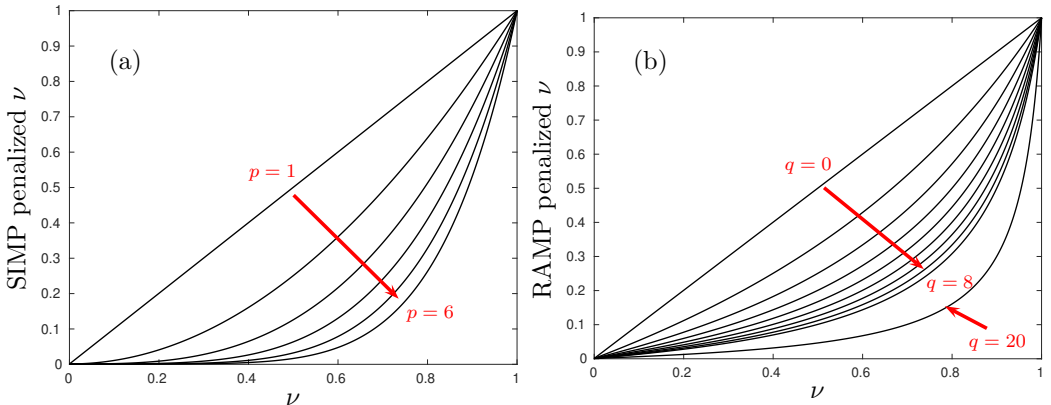 (a)
SIMP penalized ν
1
0.9
0.8
0.7
0.6
0.5
0.4
0.3
0.2
0.1
0
p = 1
p = 6
0 0.2 0.4 0.6 0.8 1
ν
(b)
RAMP penalized ν
1
0.9
0.8
0.7
0.6
0.5
0.4
0.3
0.2
0.1
0
q = 0
q = 8
q = 20
0 0.2 0.4 0.6 0.8 1
ν